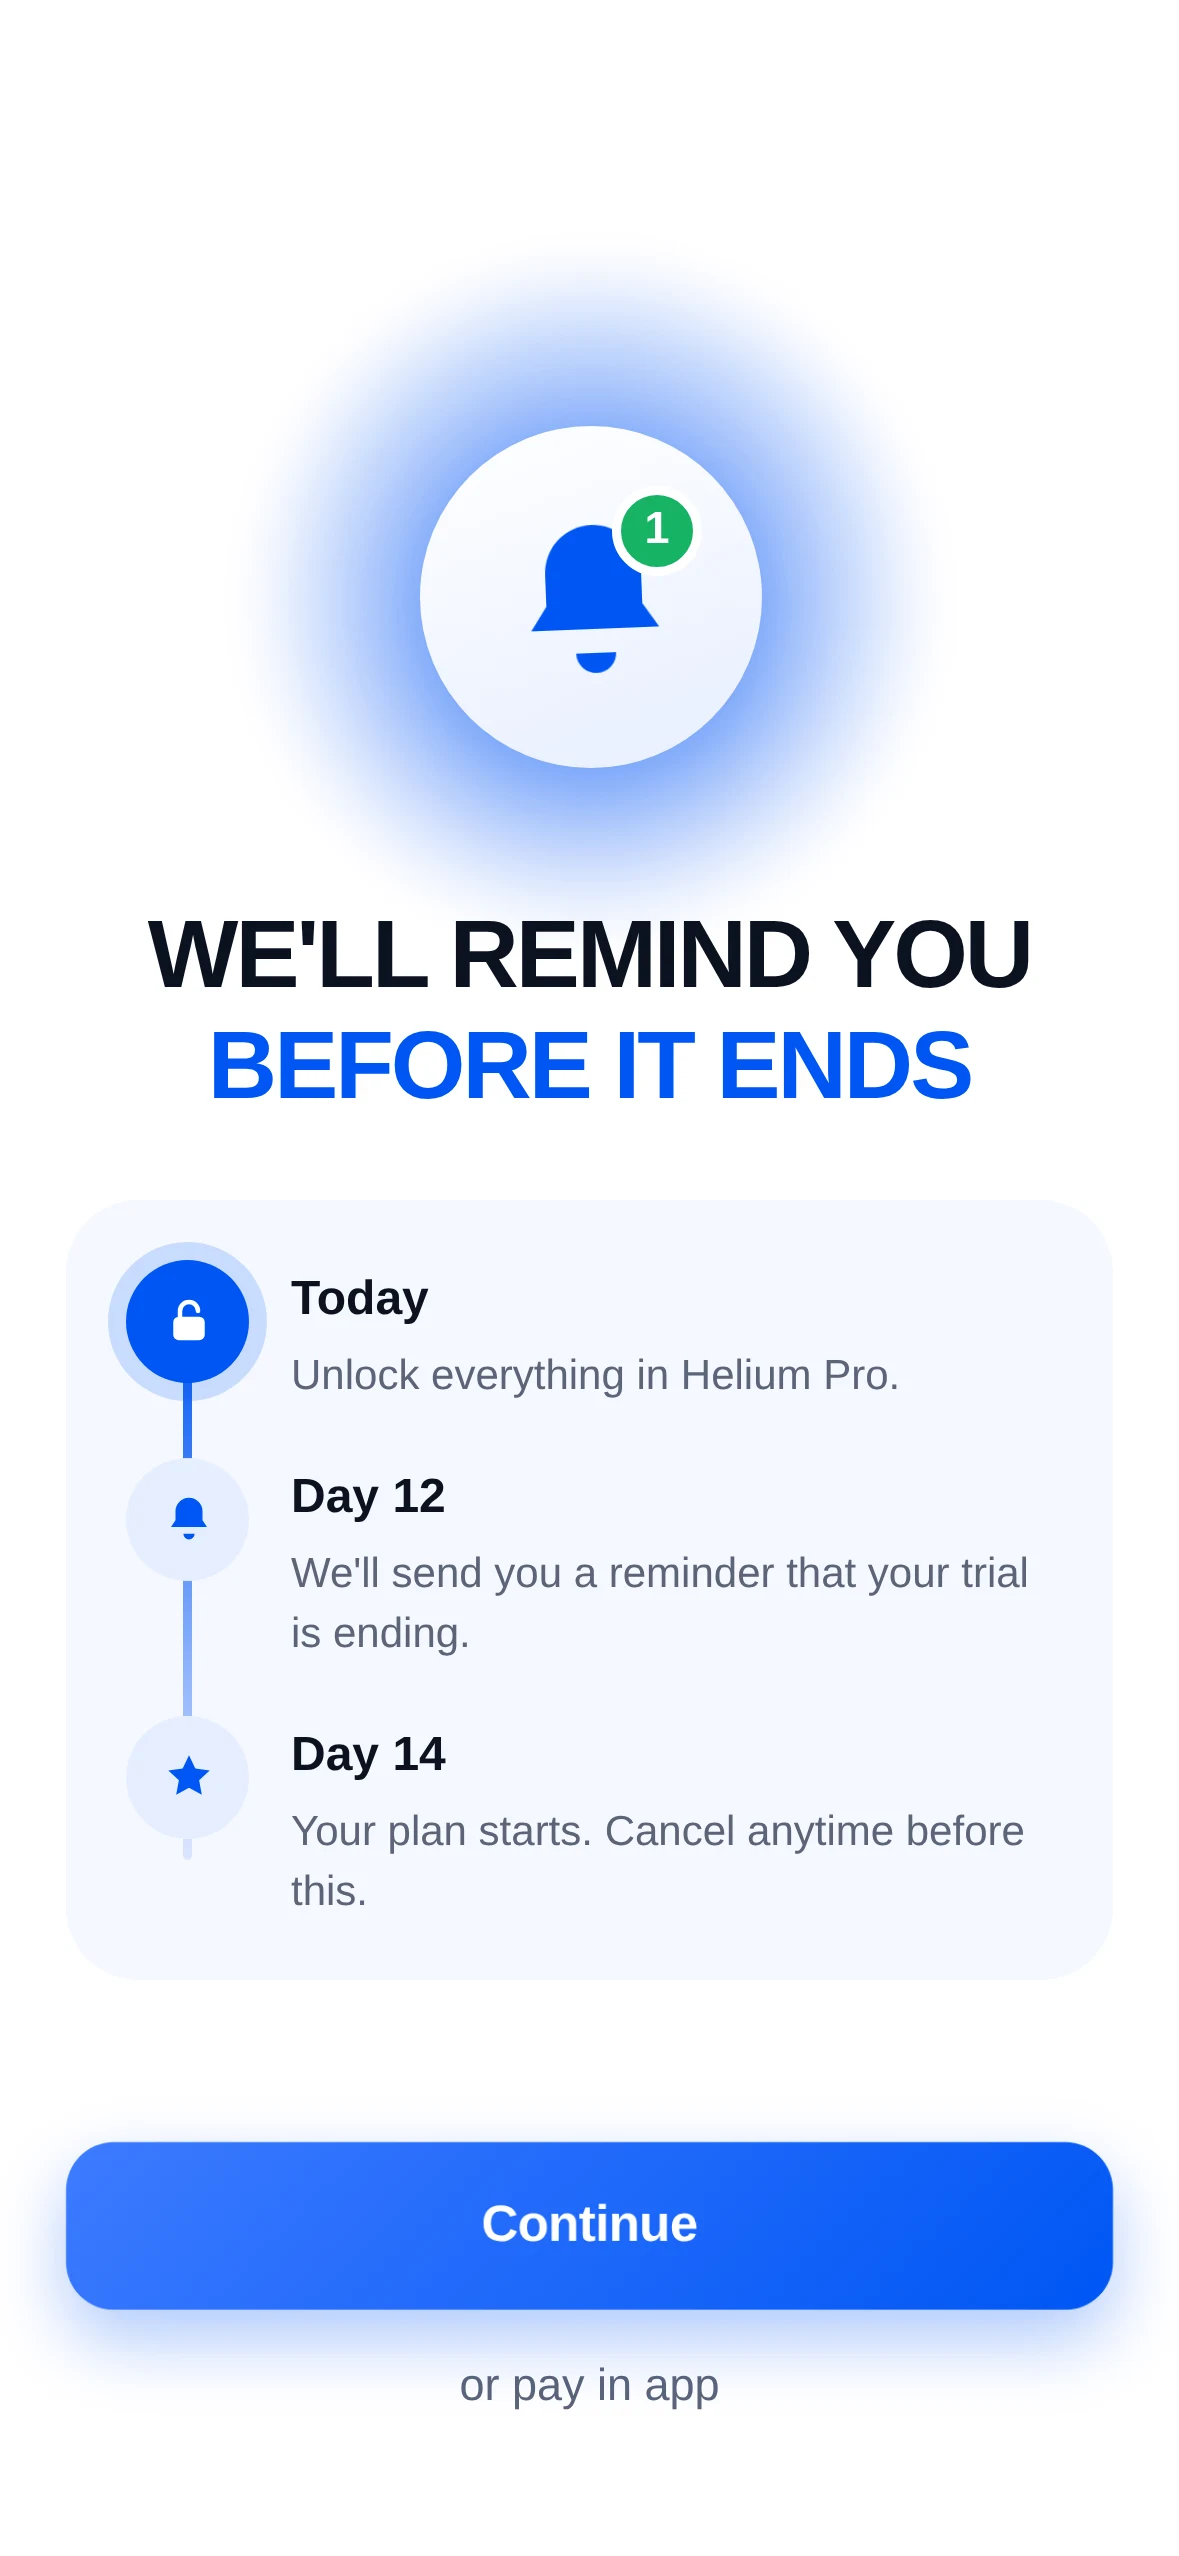 1
WE'LL REMIND YOU
BEFORE IT ENDS
Today
Unlock everything in Helium Pro.
Day 12
We'll send you a reminder that your trial
is ending.
Day 14
Your plan starts. Cancel anytime before
this.
Continue
or pay in app